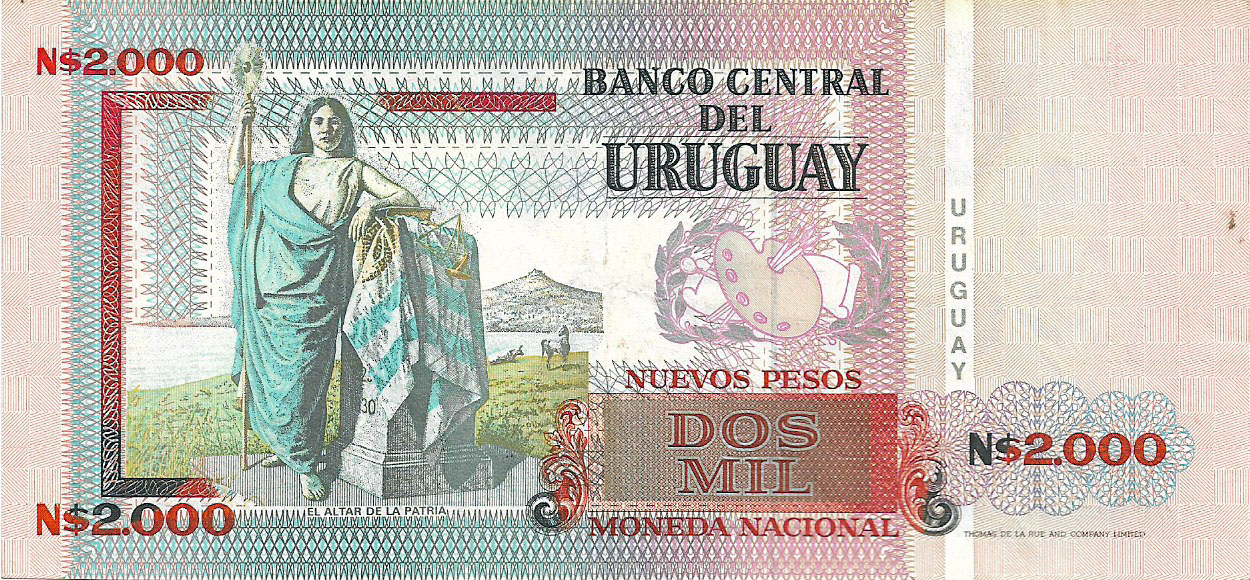 N$2.000
BANCO CENTRAL
DEL
URUGUAY
URUGUAY
NUEVOS PESOS
DOS
MIL
N$2.000
30
N$2.000
EL ALTAR DE LA PATRIA
MONEDA NACIONAL
THOMAS DE LA RUE AND COMPANY LIMITED